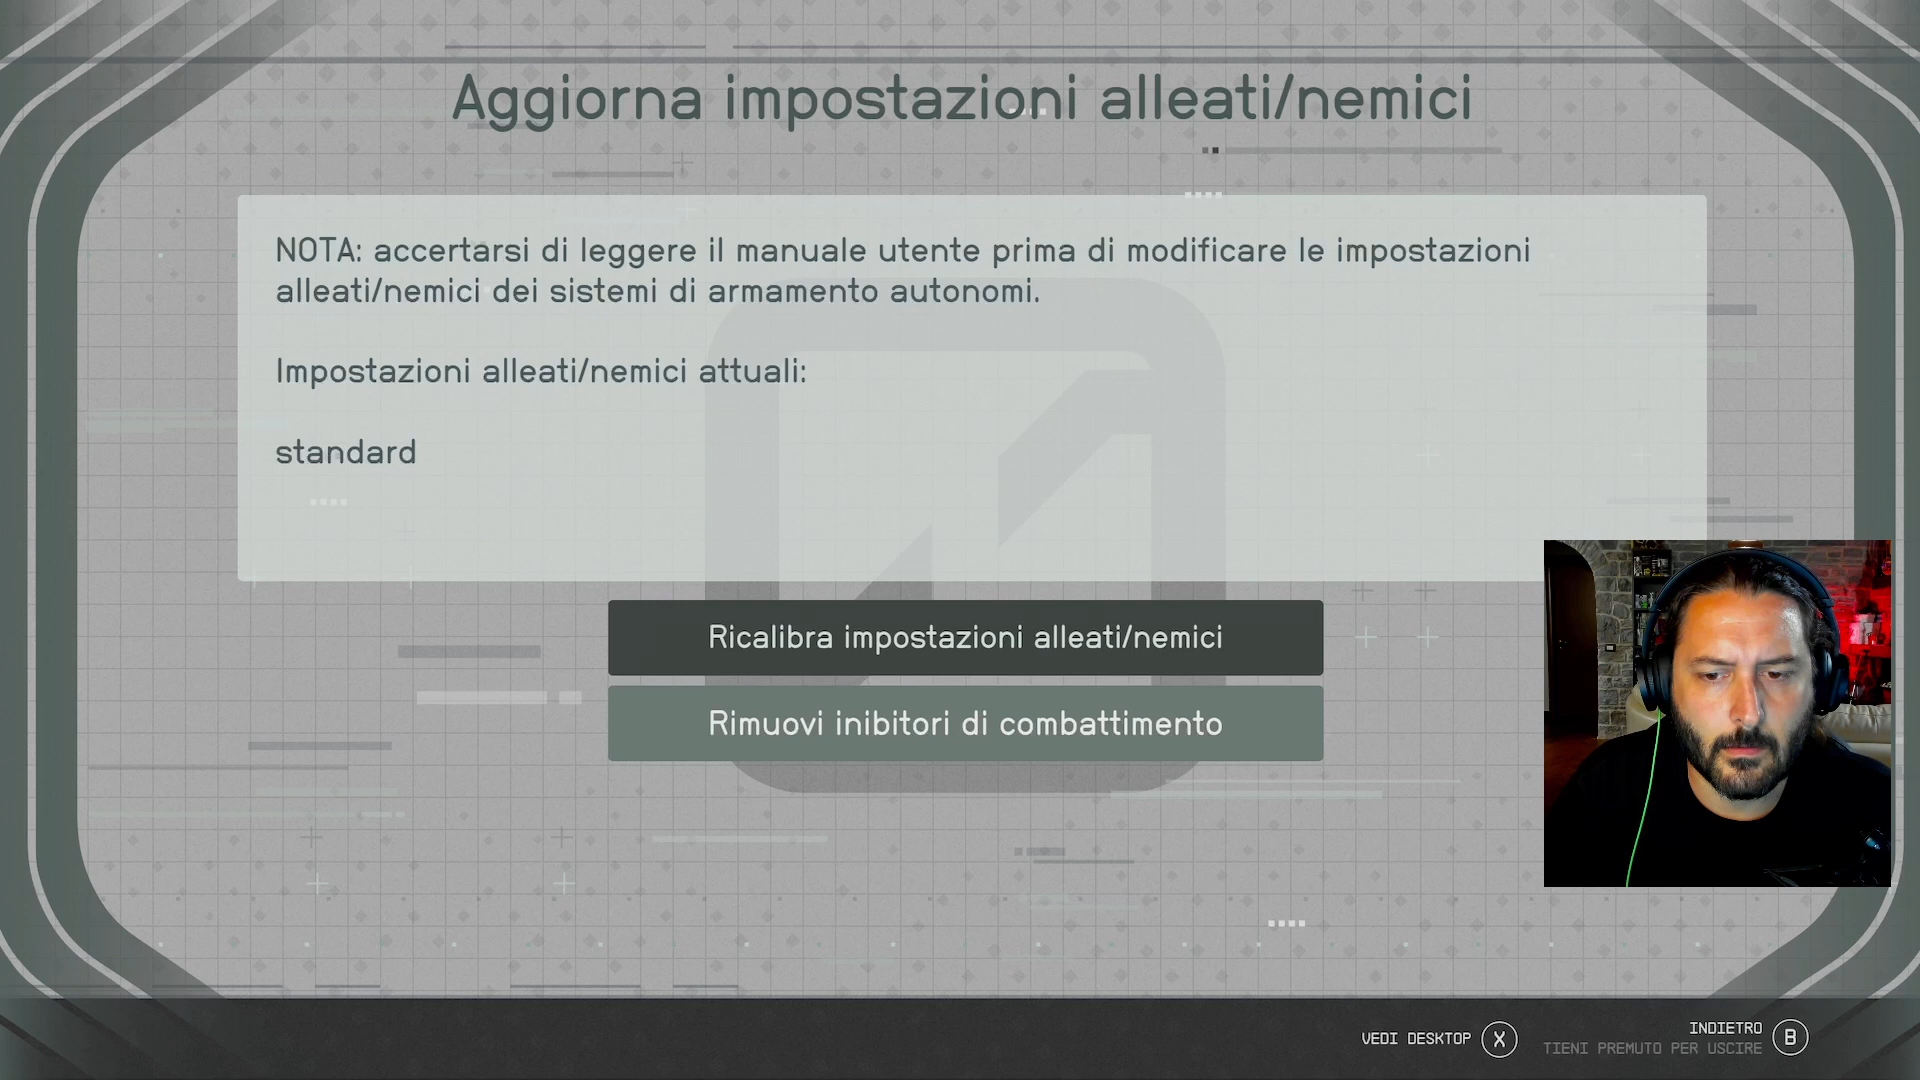 Aggiorna impostazioni alleati/nemici
NOTA: accertarsi di leggere il manuale utente prima di modificare le impostazioni
alleati/nemici dei sistemi di armamento autonomi.
Impostazioni alleati/nemici attuali:
standard
Ricalibra impostazioni alleati/nemici
Rimuovi inibitori di combattimento
VEDI DESKTOP X
INDIETRO B
TIENI PREMUTO PER USCIRE